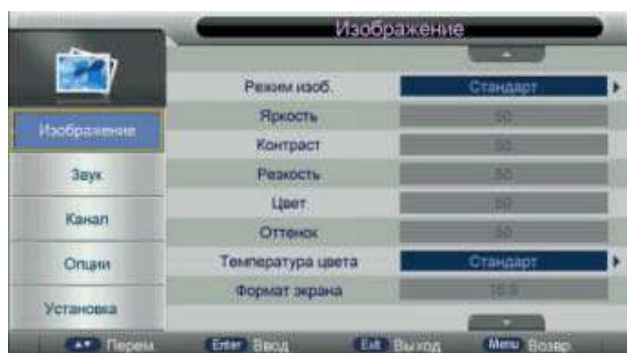 Изображение
Режим изоб. Стандарт
Яркость 50
Контраст 50
Резкость 50
Цвет 50
Оттенок 50
Температура цвета Стандарт
Формат экрана 16:9
Изображение
Звук
Канал
Опции
Установка
Перем. Enter Ввод Exit Выход Menu Возвр